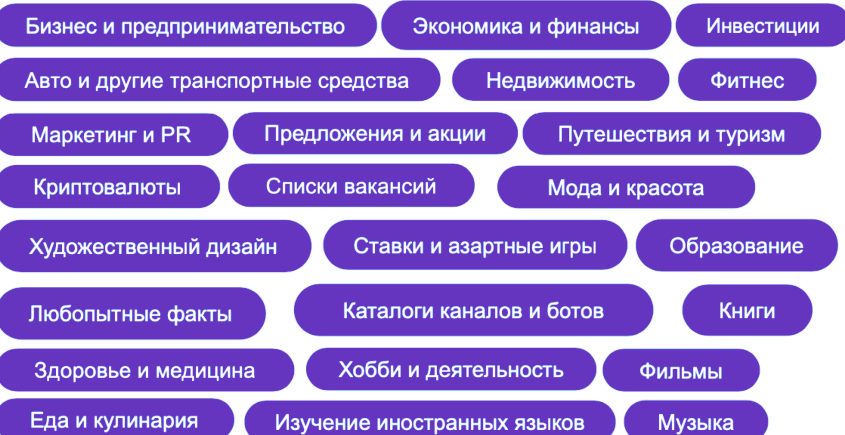 Бизнес и предпринимательство Экономика и финансы Инвестиции
Авто и другие транспортные средства Недвижимость Фитнес
Маркетинг и PR Предложения и акции Путешествия и туризм
Криптовалюты Списки вакансий Мода и красота
Художественный дизайн Ставки и азартные игры Образование
Любопытные факты Каталоги каналов и ботов Книги
Здоровье и медицина Хобби и деятельность Фильмы
Еда и кулинария Изучение иностранных языков Музыка